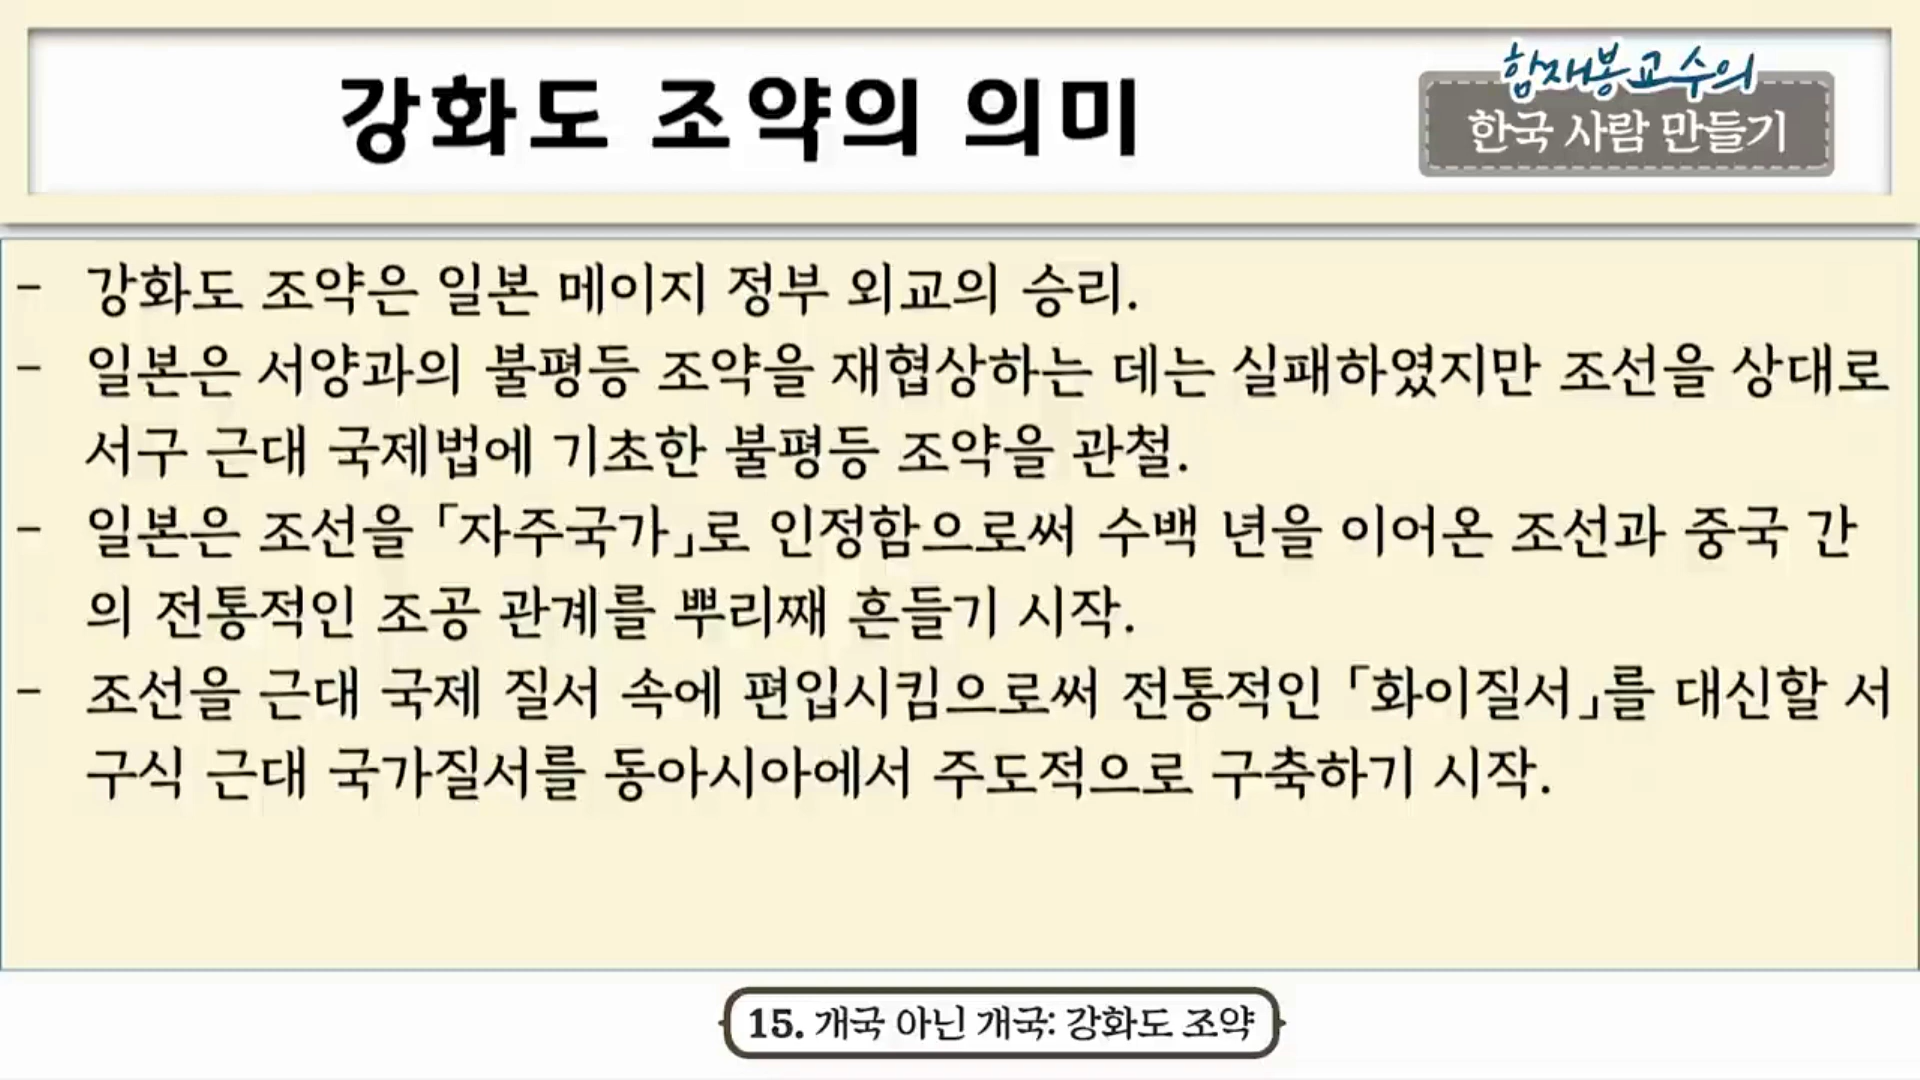 강화도 조약의 의미
함재봉교수의
한국 사람 만들기
- 강화도 조약은 일본 메이지 정부 외교의 승리.
- 일본은 서양과의 불평등 조약을 재협상하는 데는 실패하였지만 조선을 상대로
서구 근대 국제법에 기초한 불평등 조약을 관철.
- 일본은 조선을 「자주국가」로 인정함으로써 수백 년을 이어온 조선과 중국 간
의 전통적인 조공 관계를 뿌리째 흔들기 시작.
- 조선을 근대 국제 질서 속에 편입시킴으로써 전통적인 「화이질서」를 대신할 서
구식 근대 국가질서를 동아시아에서 주도적으로 구축하기 시작.
15. 개국 아닌 개국: 강화도 조약